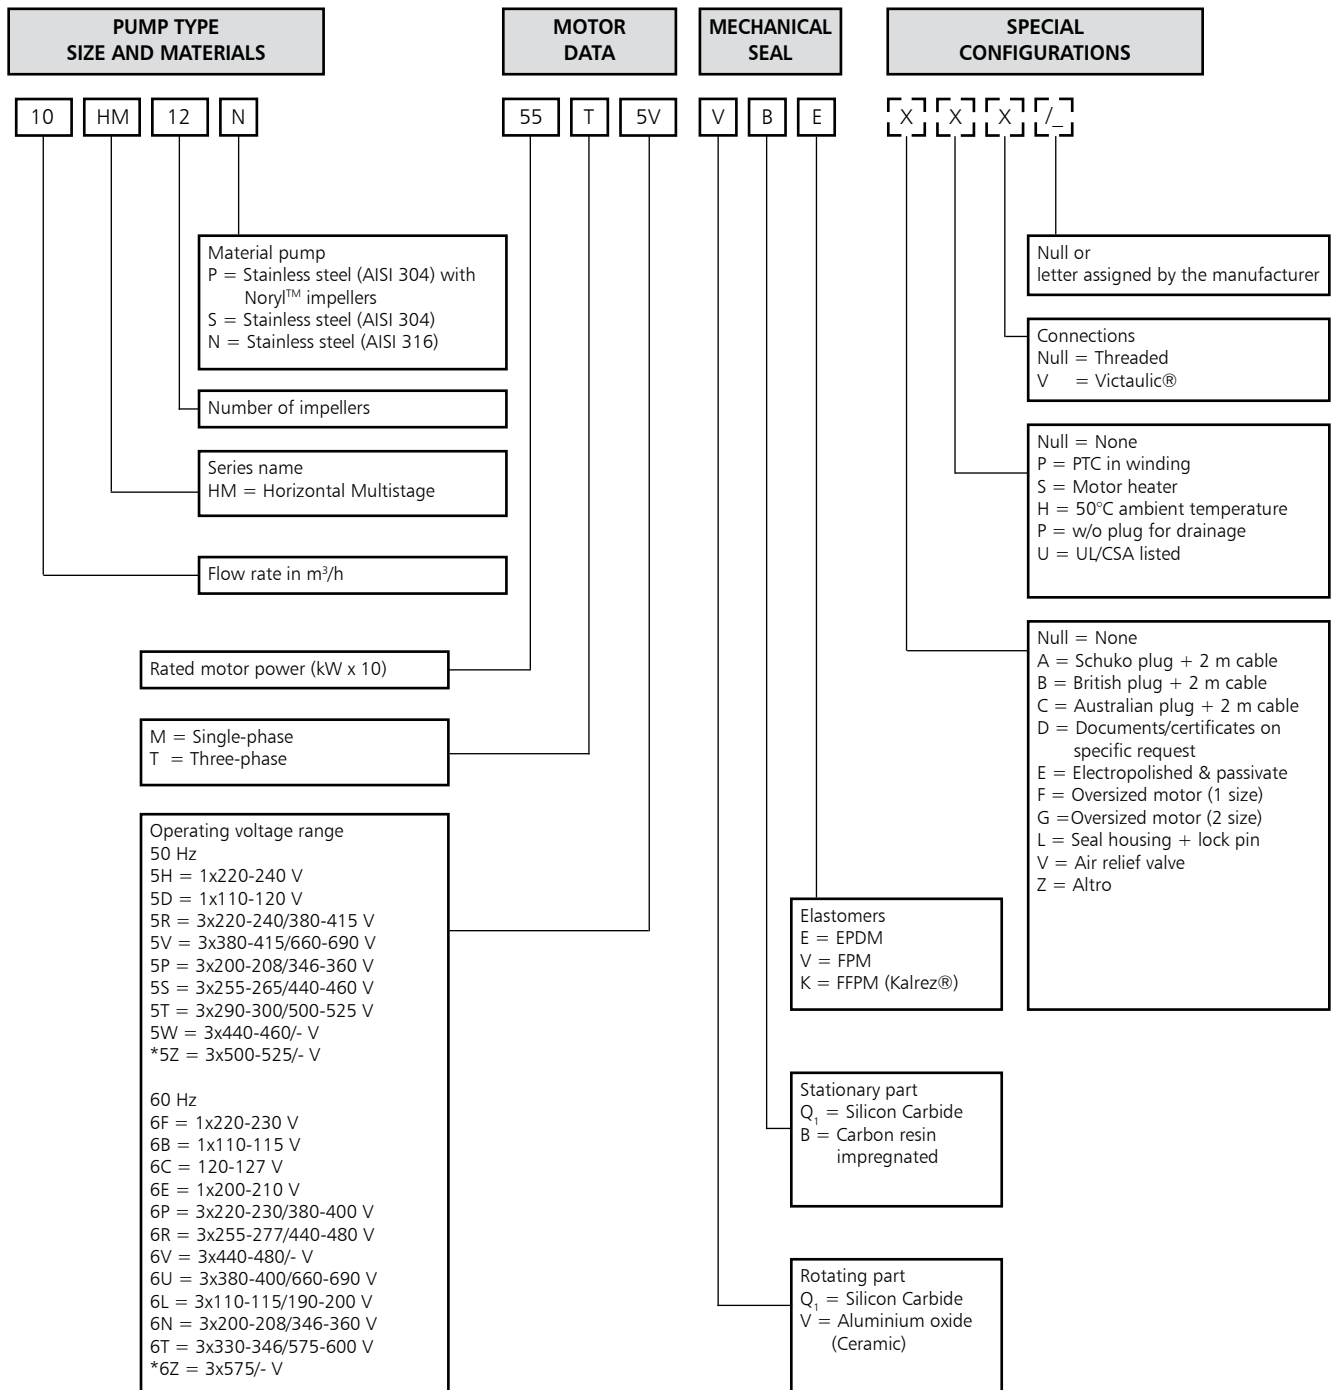 PUMP TYPE
SIZE AND MATERIALS
MOTOR
DATA
MECHANICAL
SEAL
SPECIAL
CONFIGURATIONS
10 HM 12 N 55 T 5V V B E X X X /_
Material pump
P = Stainless steel (AISI 304) with
Noryl™ impellers
S = Stainless steel (AISI 304)
N = Stainless steel (AISI 316)
Number of impellers
Series name
HM = Horizontal Multistage
Flow rate in m³/h
Rated motor power (kW x 10)
M = Single-phase
T = Three-phase
Operating voltage range
50 Hz
5H = 1x220-240 V
5D = 1x110-120 V
5R = 3x220-240/380-415 V
5V = 3x380-415/660-690 V
5P = 3x200-208/346-360 V
5S = 3x255-265/440-460 V
5T = 3x290-300/500-525 V
5W = 3x440-460/- V
*5Z = 3x500-525/- V
60 Hz
6F = 1x220-230 V
6B = 1x110-115 V
6C = 120-127 V
6E = 1x200-210 V
6P = 3x220-230/380-400 V
6R = 3x255-277/440-480 V
6V = 3x440-480/- V
6U = 3x380-400/660-690 V
6L = 3x110-115/190-200 V
6N = 3x200-208/346-360 V
6T = 3x330-346/575-600 V
*6Z = 3x575/- V
Elastomers
E = EPDM
V = FPM
K = FFPM (Kalrez®)
Stationary part
Q₁ = Silicon Carbide
B = Carbon resin
impregnated
Rotating part
Q₁ = Silicon Carbide
V = Aluminium oxide
(Ceramic)
Null or
letter assigned by the manufacturer
Connections
Null = Threaded
V = Victaulic®
Null = None
P = PTC in winding
S = Motor heater
H = 50°C ambient temperature
P = w/o plug for drainage
U = UL/CSA listed
Null = None
A = Schuko plug + 2 m cable
B = British plug + 2 m cable
C = Australian plug + 2 m cable
D = Documents/certificates on
specific request
E = Electropolished & passivate
F = Oversized motor (1 size)
G =Oversized motor (2 size)
L = Seal housing + lock pin
V = Air relief valve
Z = Altro